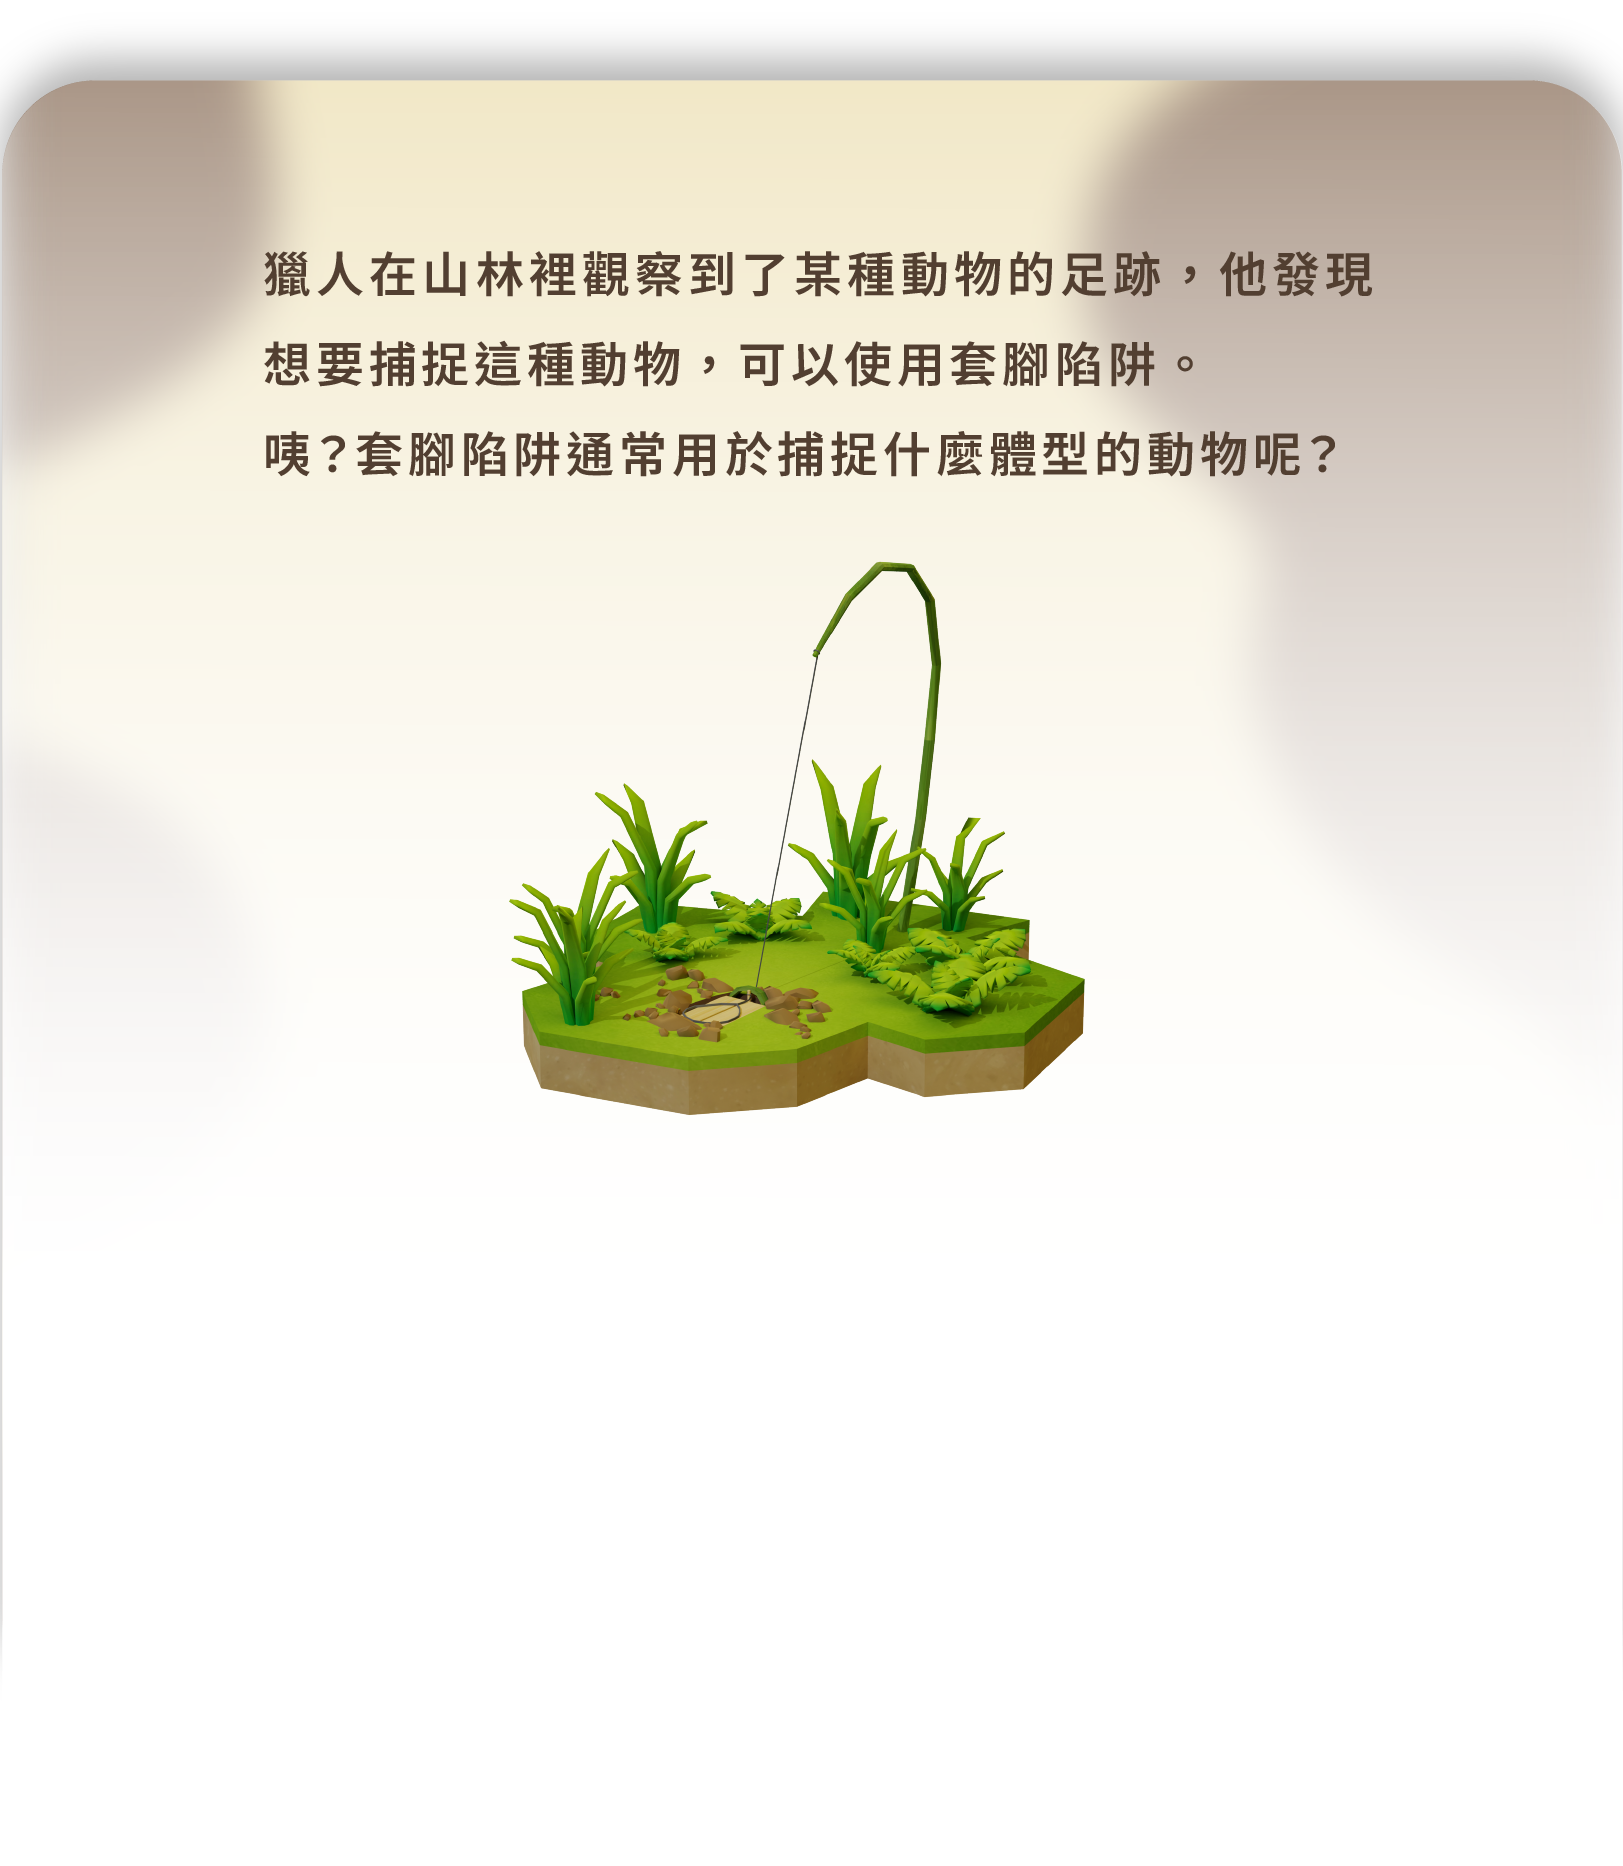 獵人在山林裡觀察到了某種動物的足跡，他發現
想要捕捉這種動物，可以使用套腳陷阱。
咦？套腳陷阱通常用於捕捉什麼體型的動物呢？